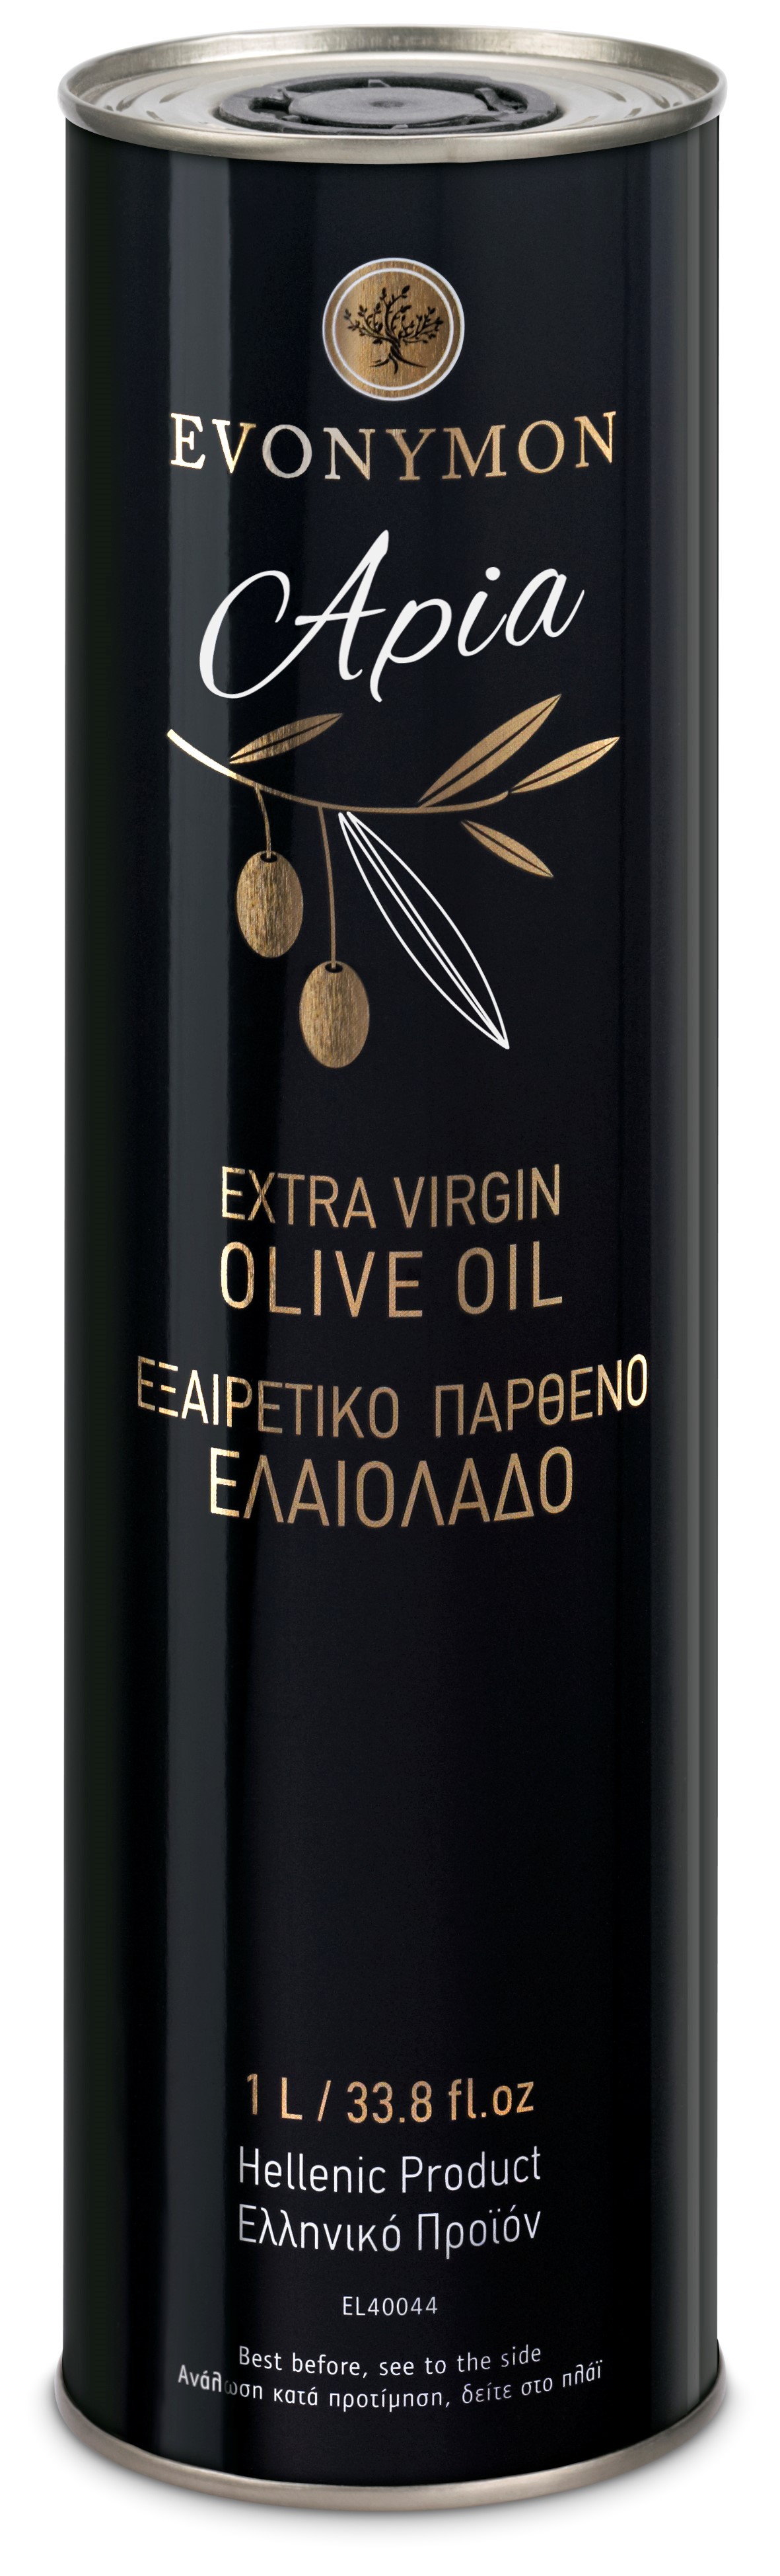 EVONYMON
Αρία
EXTRA VIRGIN
OLIVE OIL
ΕΞΑΙΡΕΤΙΚΟ ΠΑΡΘΕΝΟ
ΕΛΑΙΟΛΑΔΟ
1 L / 33.8 fl.oz
Hellenic Product
Ελληνικό Προϊόν
EL40044
Best before, see to the side
Ανάλωση κατά προτίμηση, δείτε στο πλάϊ